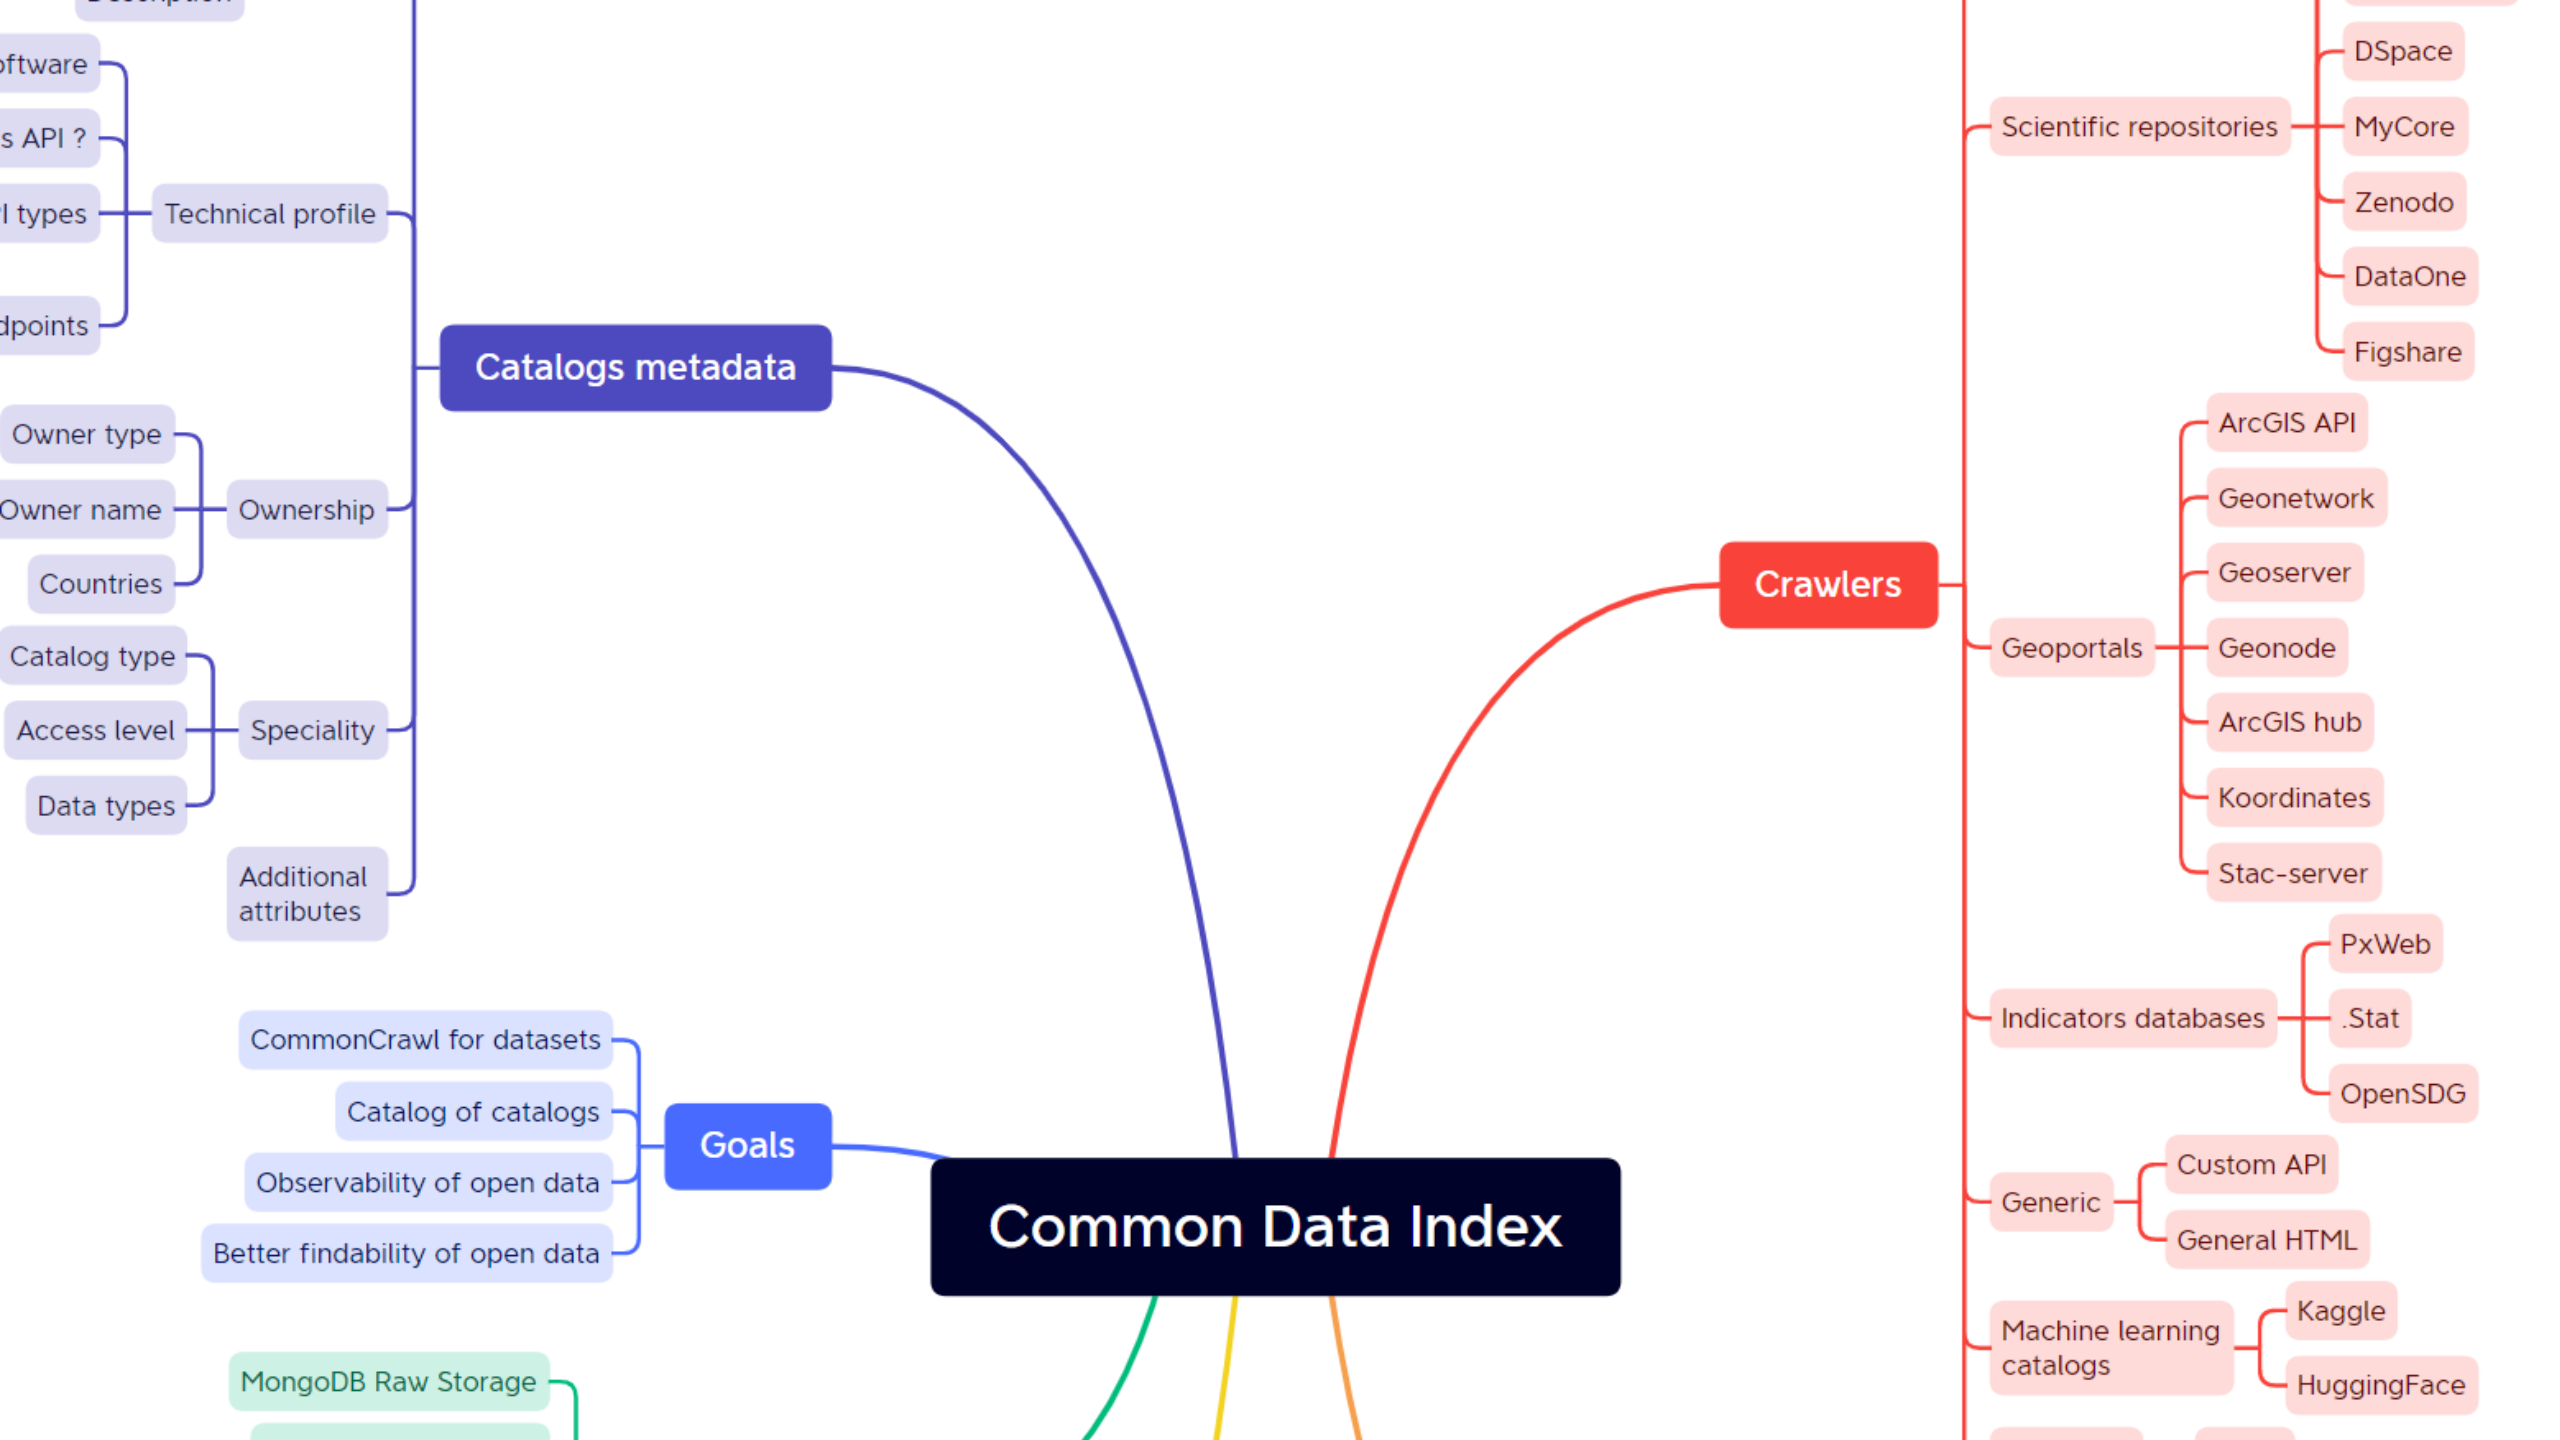 Description
oftware
s API ?
I types
dpoints
Technical profile
Catalogs metadata
Owner type
Owner name
Countries
Ownership
Catalog type
Access level
Data types
Speciality
Additional
attributes
CommonCrawl for datasets
Catalog of catalogs
Observability of open data
Better findability of open data
Goals
MongoDB Raw Storage
Common Data Index
Crawlers
Scientific repositories
DSpace
MyCore
Zenodo
DataOne
Figshare
Geoportals
ArcGIS API
Geonetwork
Geoserver
Geonode
ArcGIS hub
Koordinates
Stac-server
Indicators databases
PxWeb
.Stat
OpenSDG
Generic
Custom API
General HTML
Machine learning
catalogs
Kaggle
HuggingFace